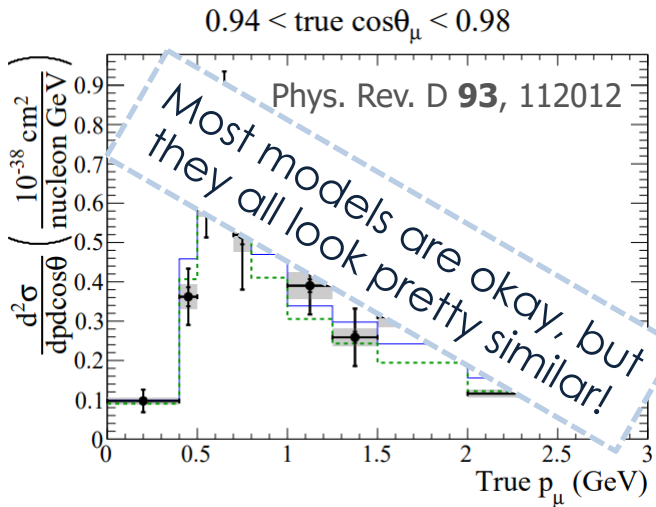 0.94 < true cosθμ < 0.98
d²σ
dpdcosθ
10⁻³⁸ cm²
nucleon GeV
Phys. Rev. D 93, 112012
Most models are okay, but
they all look pretty similar!
0.9
0.8
0.7
0.6
0.5
0.4
0.3
0.2
0.1
0
0 0.5 1 1.5 2 2.5 3
True pμ (GeV)